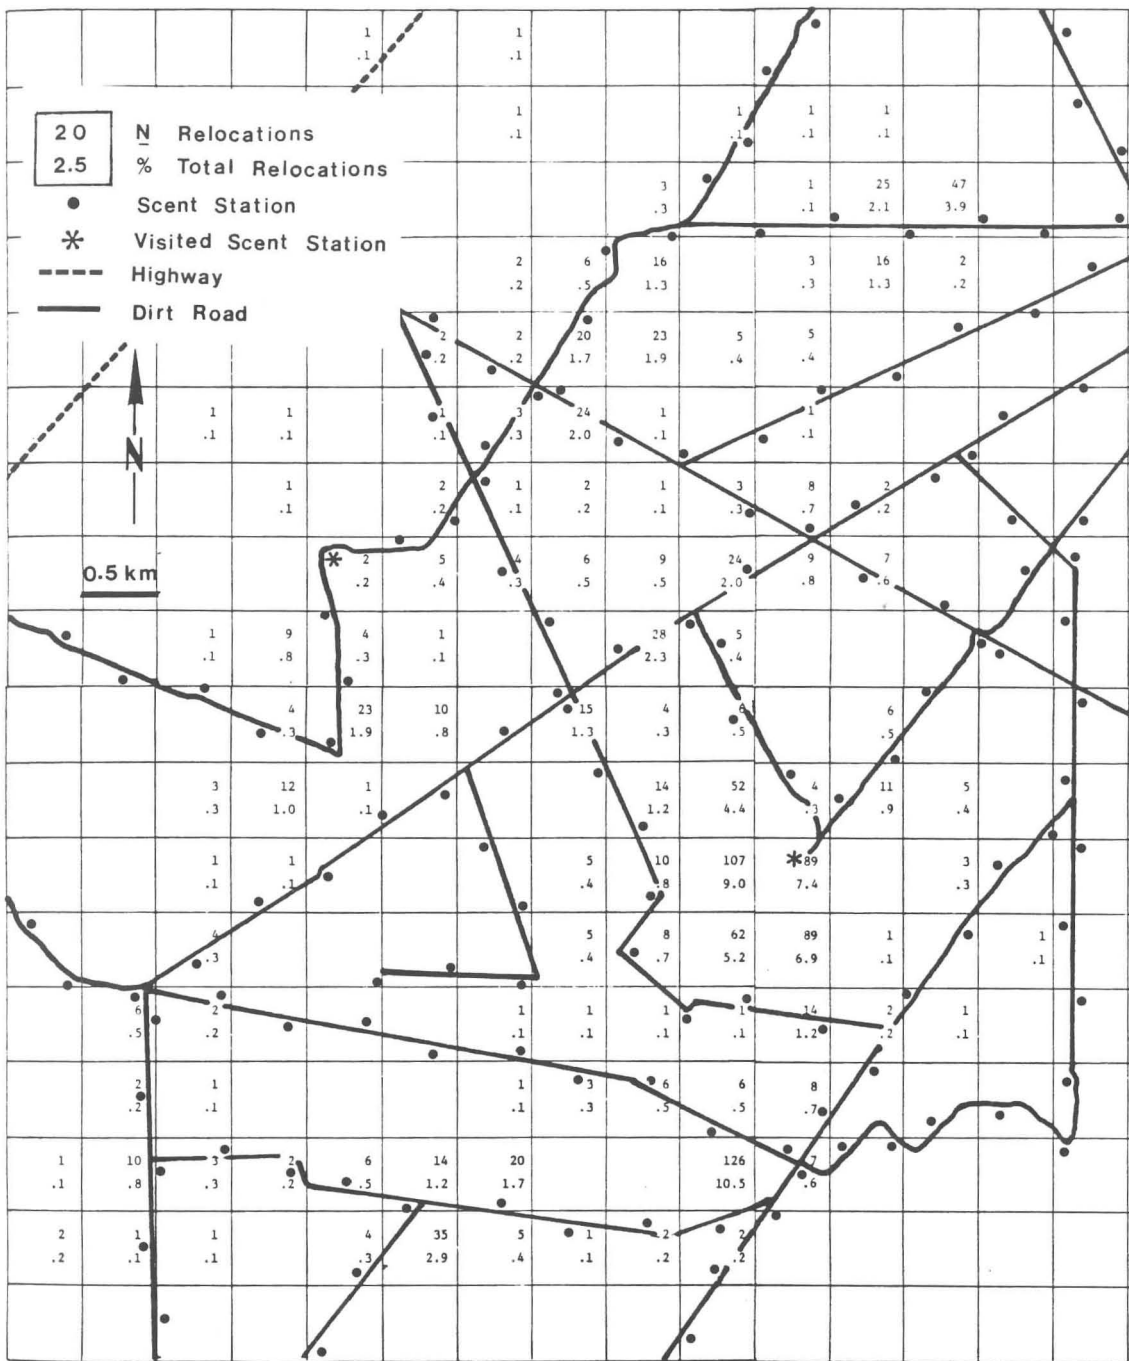 1 1
.1 .1
20 N Relocations
2.5 % Total Relocations
1 1 1
.1 .1 .1
Scent Station
3 1 25 47
.3 .1 2.1 3.9
Visited Scent Station
Highway
2 6 16 3 16 2
.2 .5 1.3 .3 1.3 .2
Dirt Road
2 2 20 23 5 5
.2 .2 1.7 1.9 .4 .4
1 1 1 3 24 1 1
.1 .1 .1 .3 2.0 .1 .1
N
1 2 1 2 1 3 8 2
.1 .2 .1 .2 .1 .3 .7 .2
2 5 4 6 9 24 9 7
.2 .4 .3 .5 .5 2.0 .8 .6
0.5 km
1 9 4 1 28 5
.1 .8 .3 .1 2.3 .4
4 23 10 15 4 6 6
.3 1.9 .8 1.3 .3 .5 .5
3 12 1 14 52 4 11 5
.3 1.0 .1 1.2 4.4 .3 .9 .4
1 1 5 10 107 89 3
.1 .1 .4 .8 9.0 7.4 .3
4 5 8 62 89 1 1
.3 .4 .7 5.2 6.9 .1 .1
6 2 1 1 1 1 14 2 1
.5 .2 .1 .1 .1 .1 1.2 .2 .1
2 1 1 3 6 6 8
.2 .1 .1 .3 .5 .5 .7
1 10 3 2 6 14 20 126 7
.1 .8 .3 .2 .5 1.2 1.7 10.5 .6
2 1 1 4 35 5 1 2 2
.2 .1 .1 .3 2.9 .4 .1 .2 .2